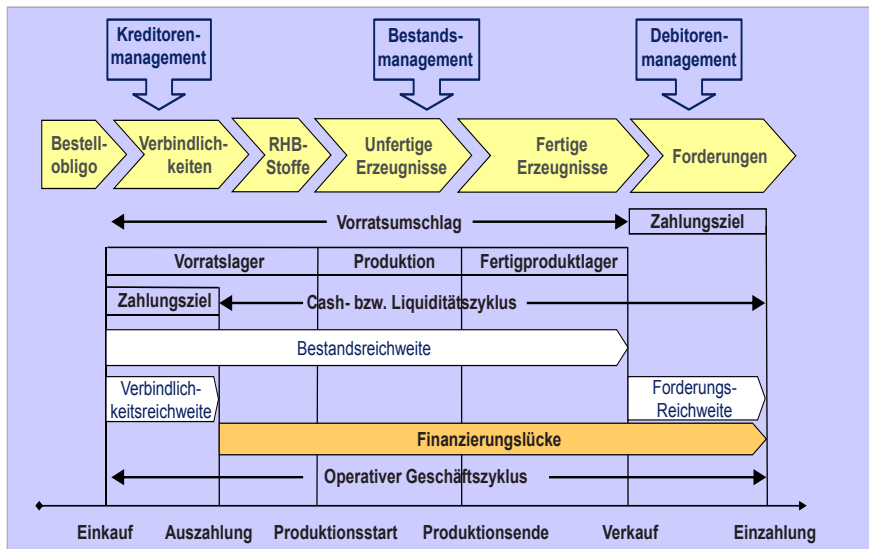 Kreditoren-
management
Bestands-
management
Debitoren-
management
Bestell-
obligo
Verbindlich-
keiten
RHB-
Stoffe
Unfertige
Erzeugnisse
Fertige
Erzeugnisse
Forderungen
Vorratsumschlag
Zahlungsziel
Vorratslager
Produktion
Fertigproduktlager
Zahlungsziel
Cash- bzw. Liquiditätszyklus
Bestandsreichweite
Verbindlich-
keitsreichweite
Forderungs-
Reichweite
Finanzierungslücke
Operativer Geschäftszyklus
Einkauf
Auszahlung
Produktionsstart
Produktionsende
Verkauf
Einzahlung